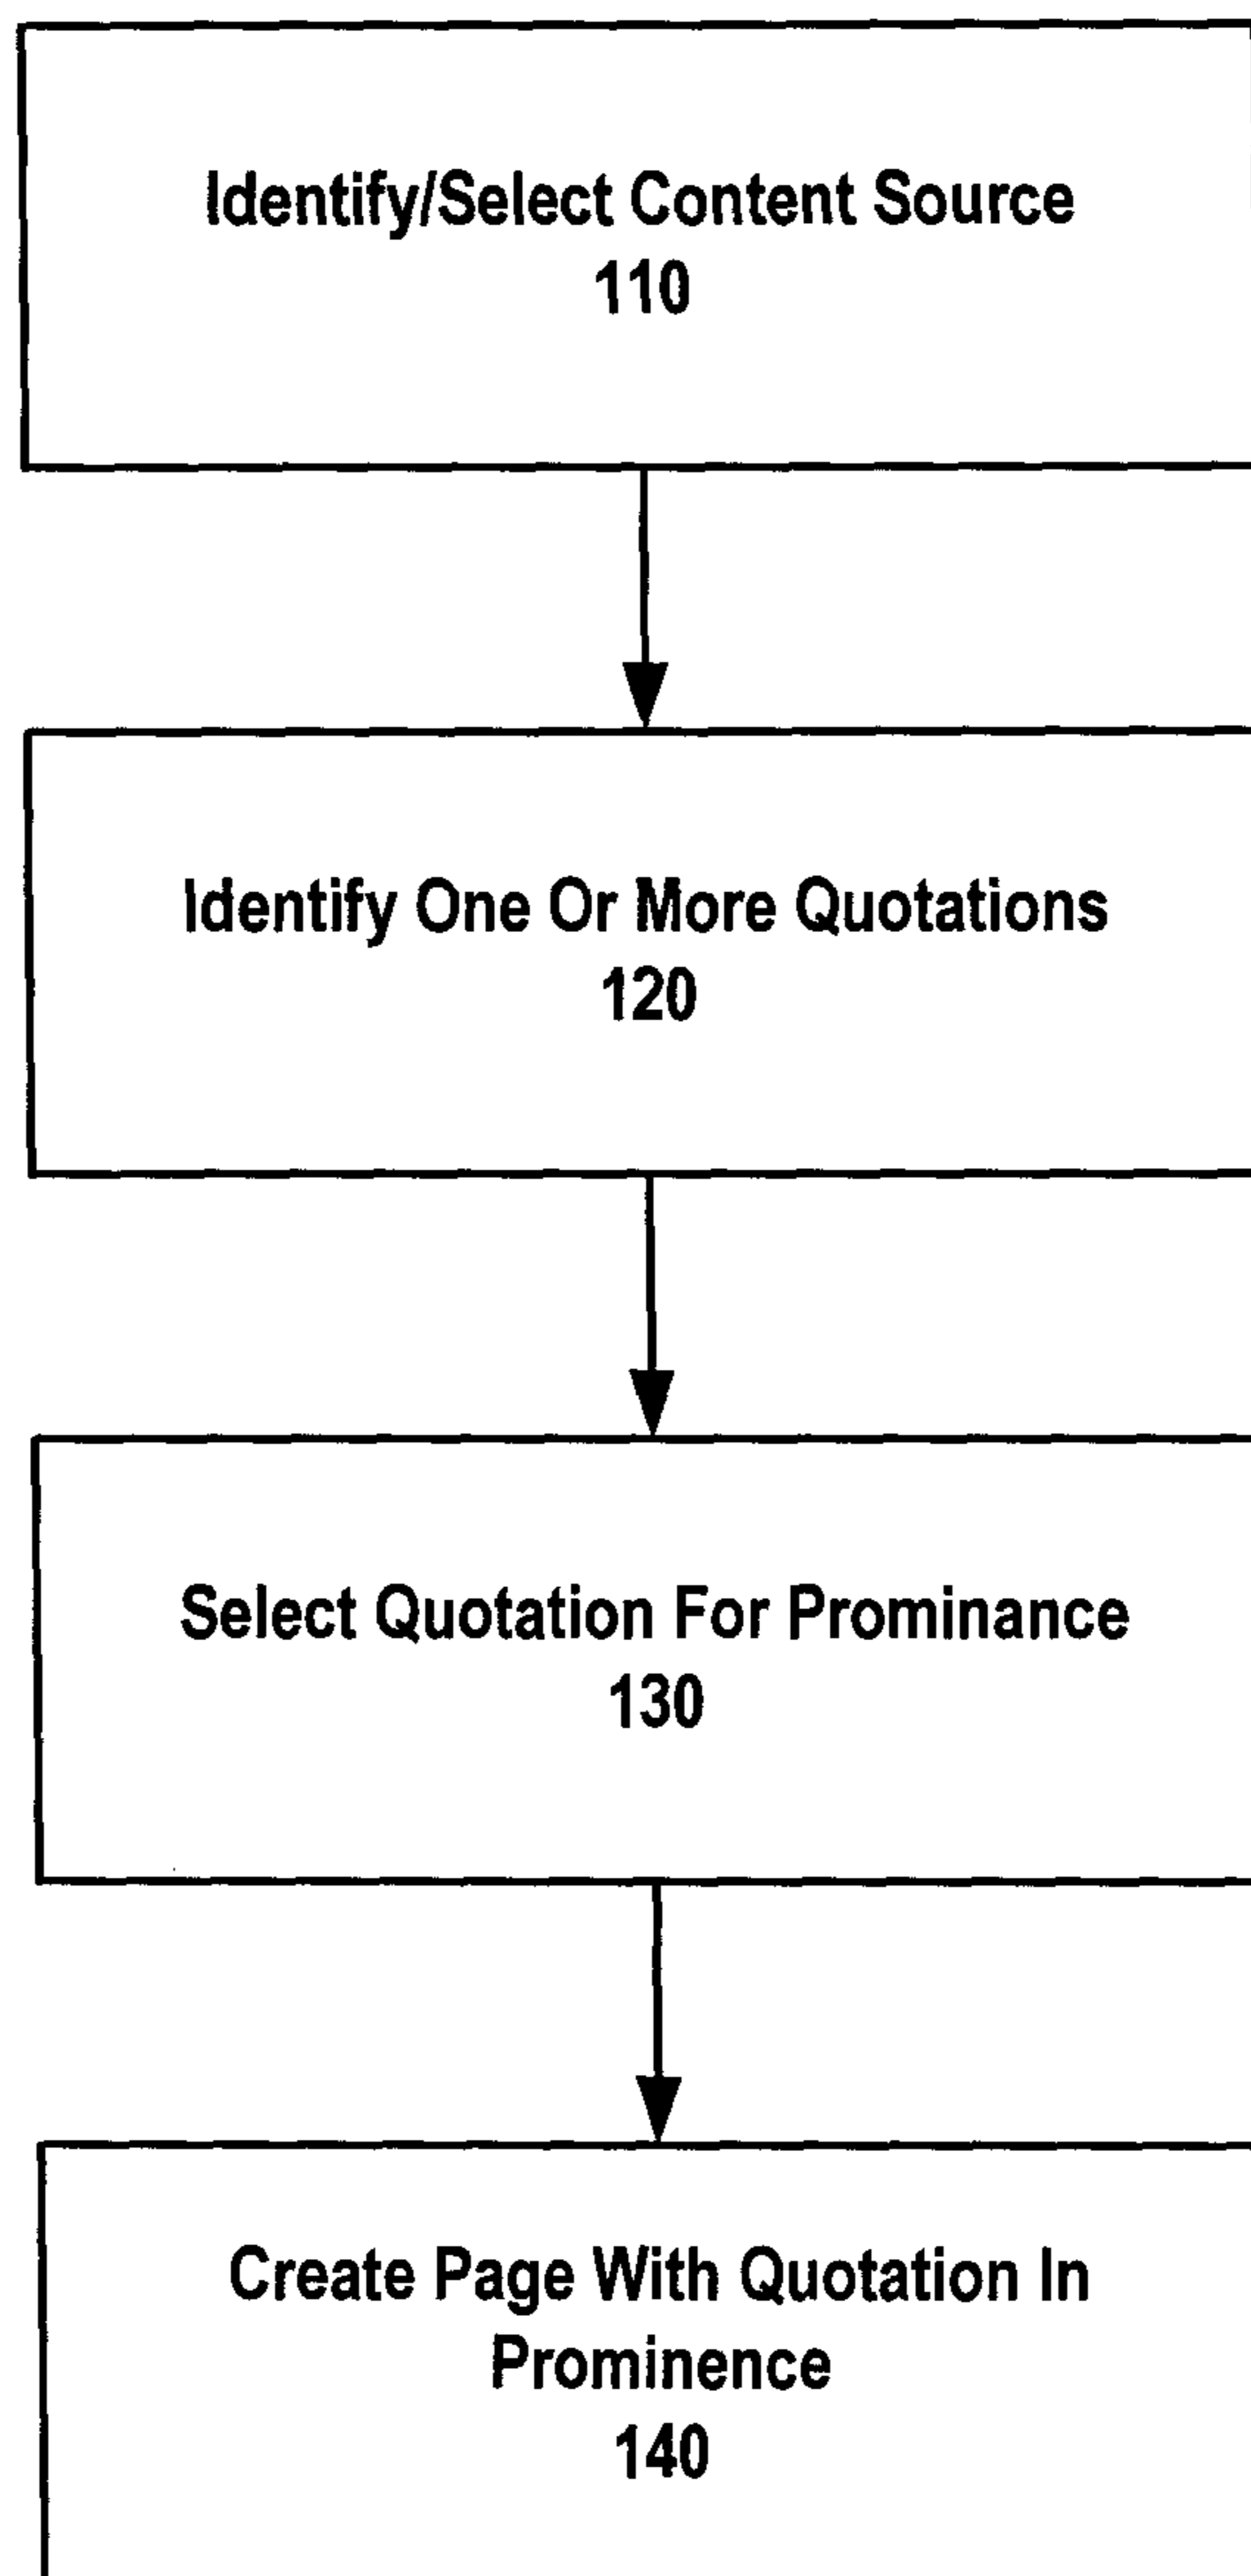 Identify/Select Content Source
110
Identify One Or More Quotations
120
Select Quotation For Prominance
130
Create Page With Quotation In
Prominence
140